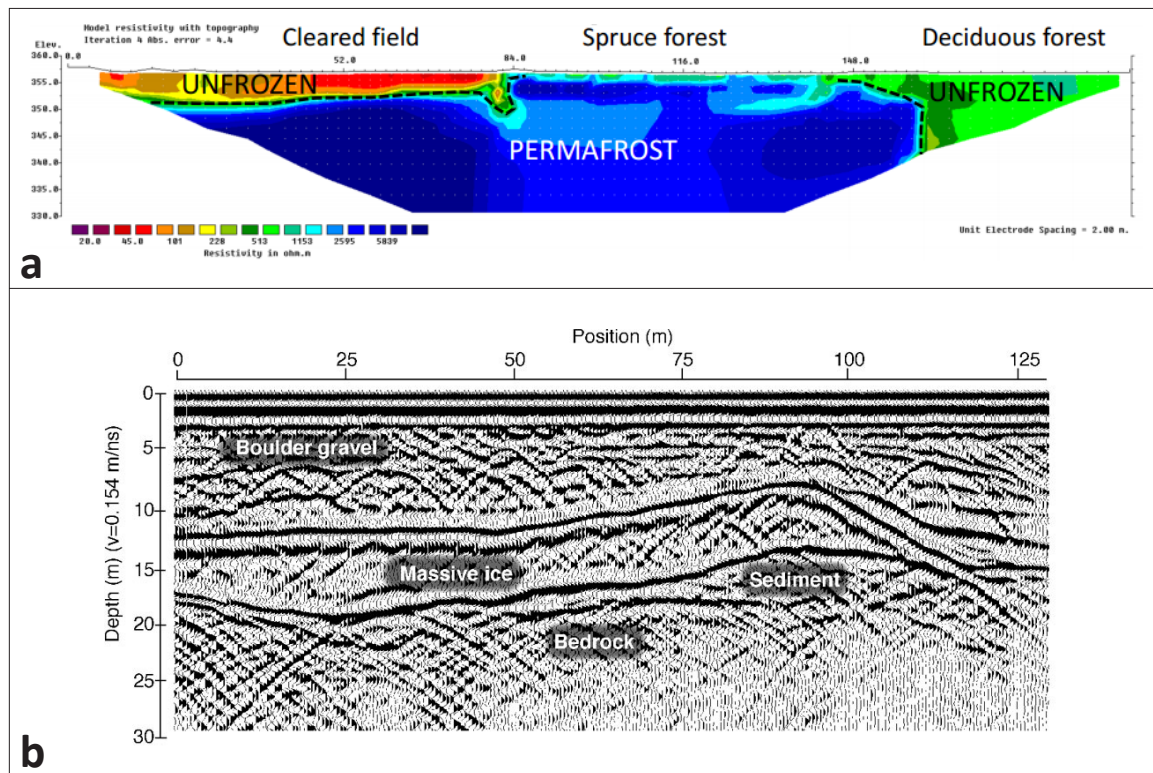 Model resistivity with topography
Iteration 4 Abs. error = 4.4
Cleared field Spruce forest Deciduous forest
Elev.
360.0 0.0 52.0 84.0 116.0 148.0
355.0
UNFROZEN UNFROZEN
350.0
345.0
PERMAFROST
340.0
335.0
330.0
20.0 45.0 101 228 513 1153 2595 5839
Resistivity in ohm.m
Unit Electrode Spacing = 2.00 m.
a
Position (m)
0 25 50 75 100 125
0
5
Boulder gravel
10
15
Massive ice
Sediment
20
Bedrock
25
30
Depth (m) (v=0.154 m/ns)
b